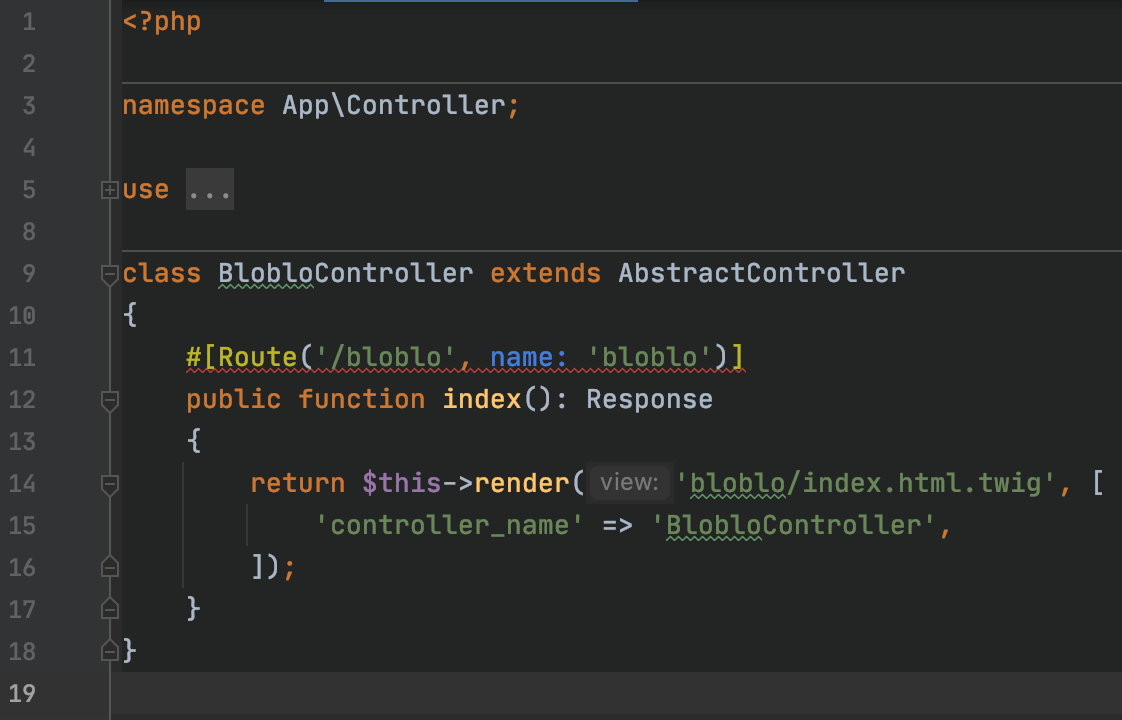 1 <?php
2
3 namespace App\Controller;
4
5 use ...
8
9 class BlobloController extends AbstractController
10 {
11 #[Route('/bloblo', name: 'bloblo')]
12 public function index(): Response
13 {
14 return $this->render( view: 'bloblo/index.html.twig', [
15 'controller_name' => 'BlobloController',
16 ]);
17 }
18 }
19